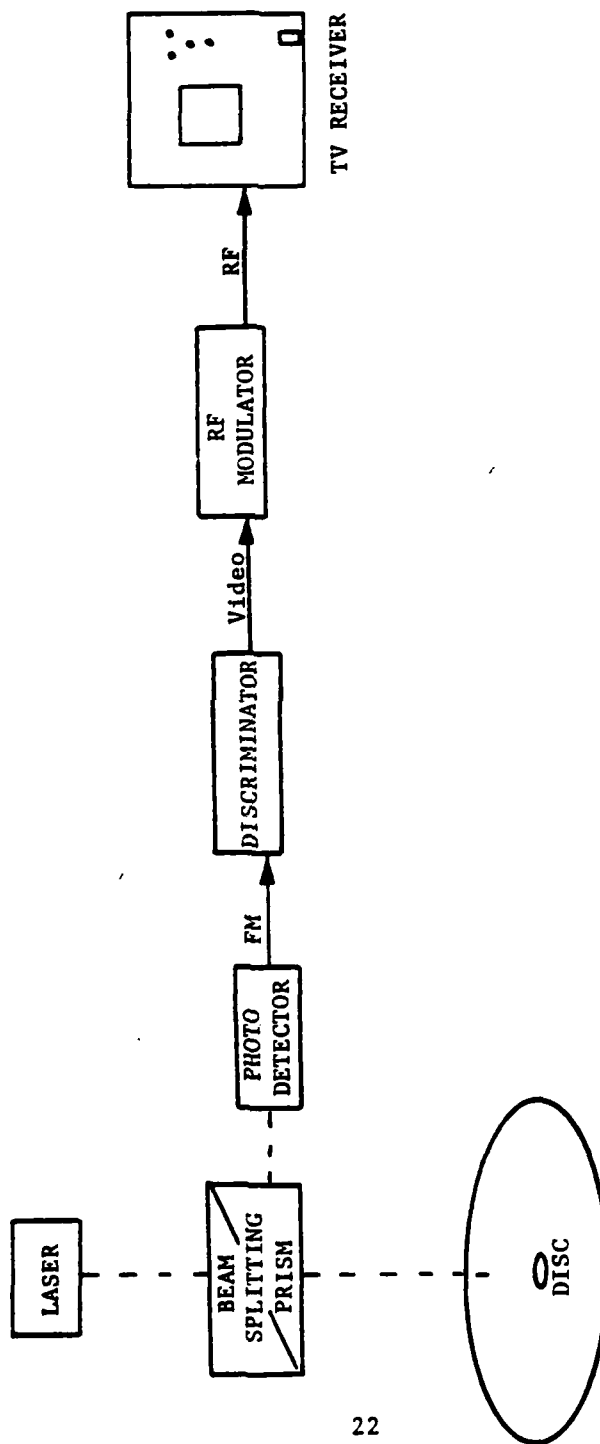 LASER
BEAM
SPLITTING
PRISM
DISC
PHOTO
DETECTOR
FM
DISCRIMINATOR
Video
RF
MODULATOR
RF
TV RECEIVER
22